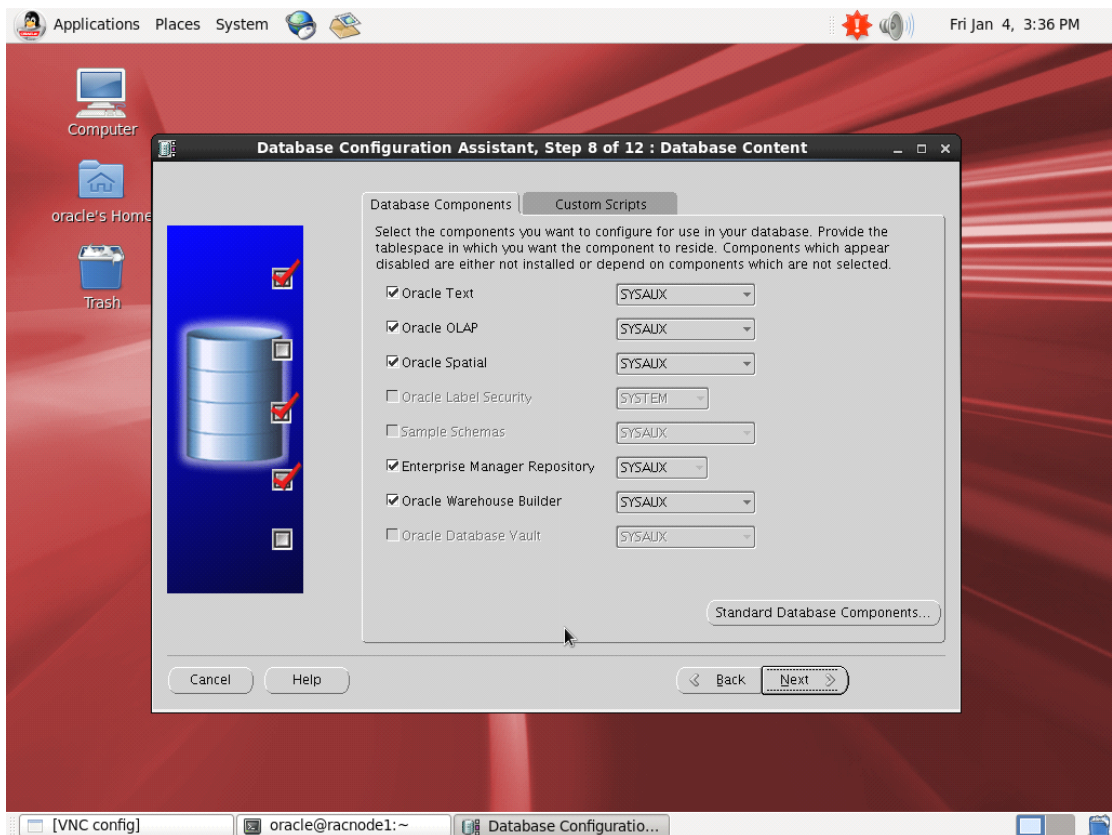 Applications Places System Fri Jan 4, 3:36 PM
Computer
oracle's Home
Trash
Database Configuration Assistant, Step 8 of 12 : Database Content
Database Components Custom Scripts
Select the components you want to configure for use in your database. Provide the
tablespace in which you want the component to reside. Components which appear
disabled are either not installed or depend on components which are not selected.
Oracle Text SYSAUX
Oracle OLAP SYSAUX
Oracle Spatial SYSAUX
Oracle Label Security SYSTEM
Sample Schemas SYSAUX
Enterprise Manager Repository SYSAUX
Oracle Warehouse Builder SYSAUX
Oracle Database Vault SYSAUX
Standard Database Components...
Cancel Help Back Next
[VNC config] oracle@racnode1:~ Database Configuratio...